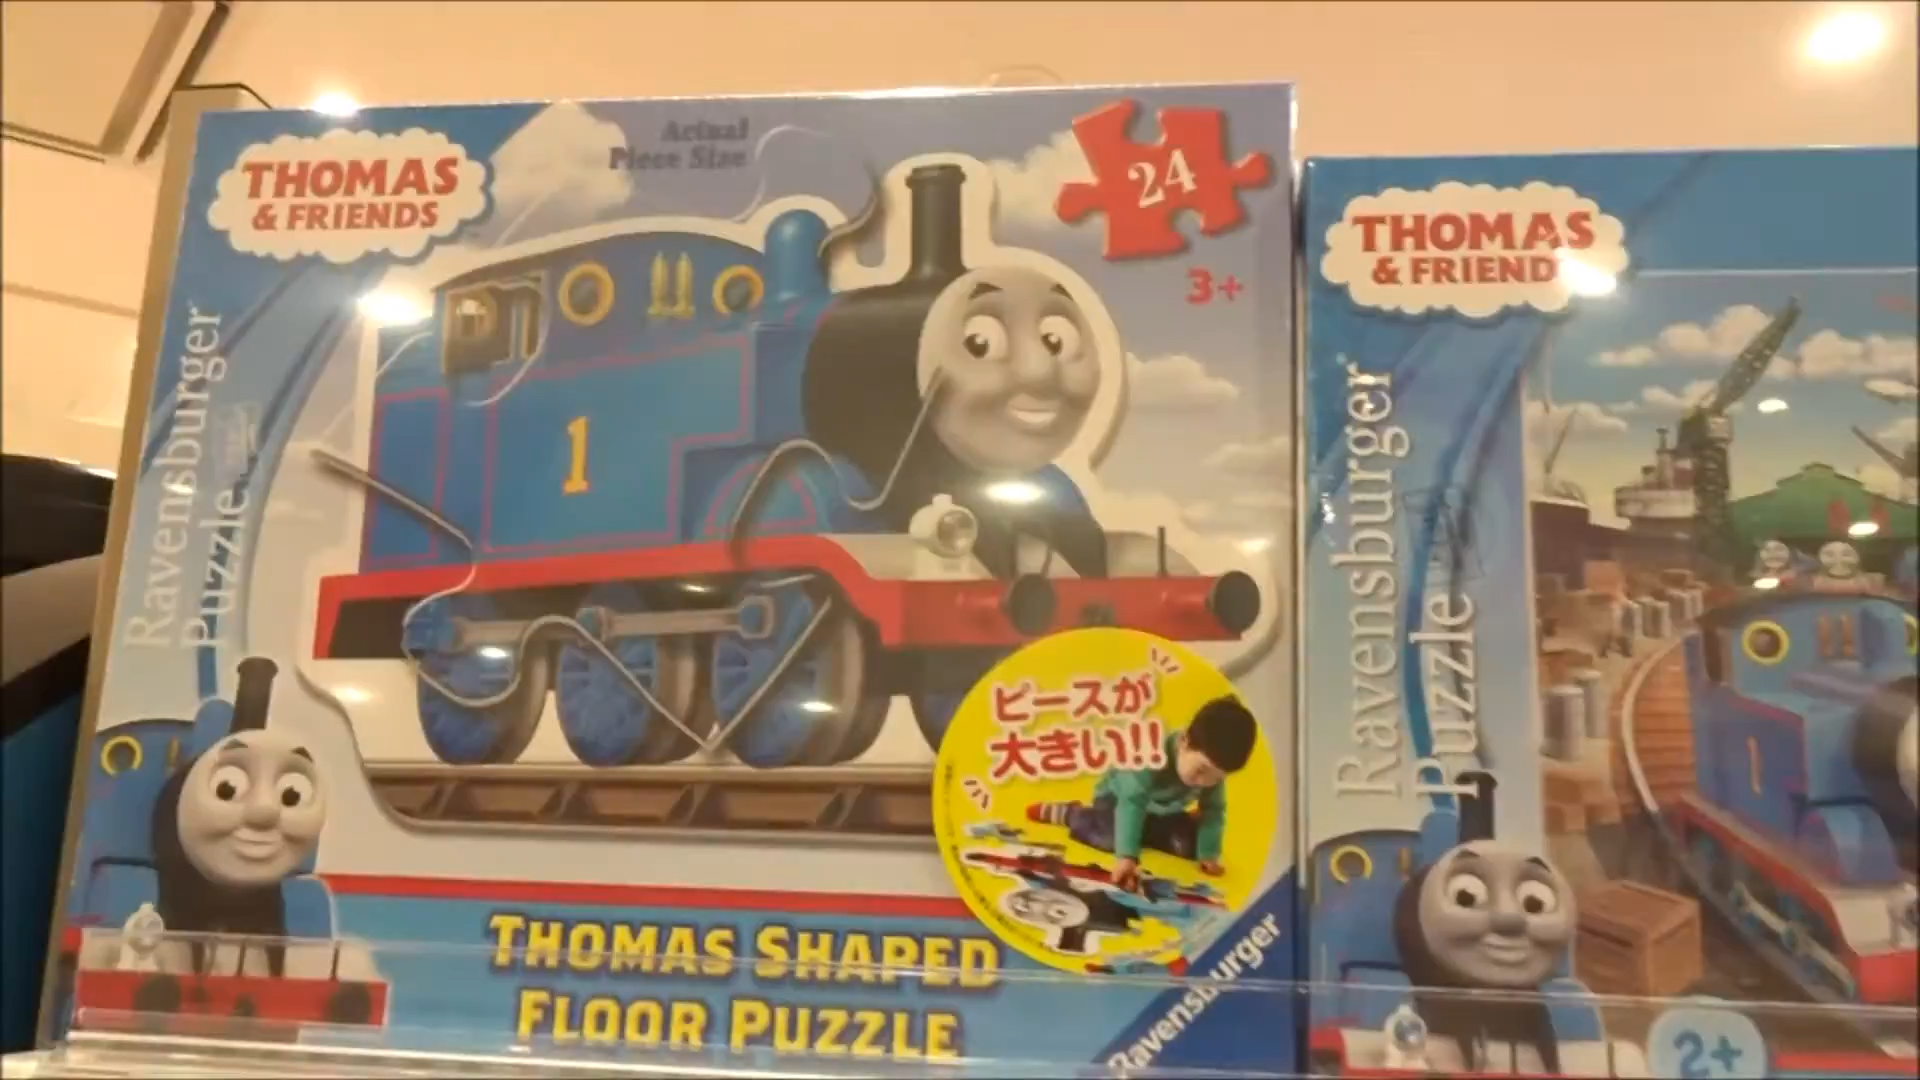 THOMAS
& FRIENDS
Actual
Piece Size
24
3+
Ravensburger
Puzzle
1
ピースが
大きい!!
THOMAS SHAPED
FLOOR PUZZLE
Ravensburger
THOMAS
& FRIEND
Ravensburger
Puzzle
1
2+